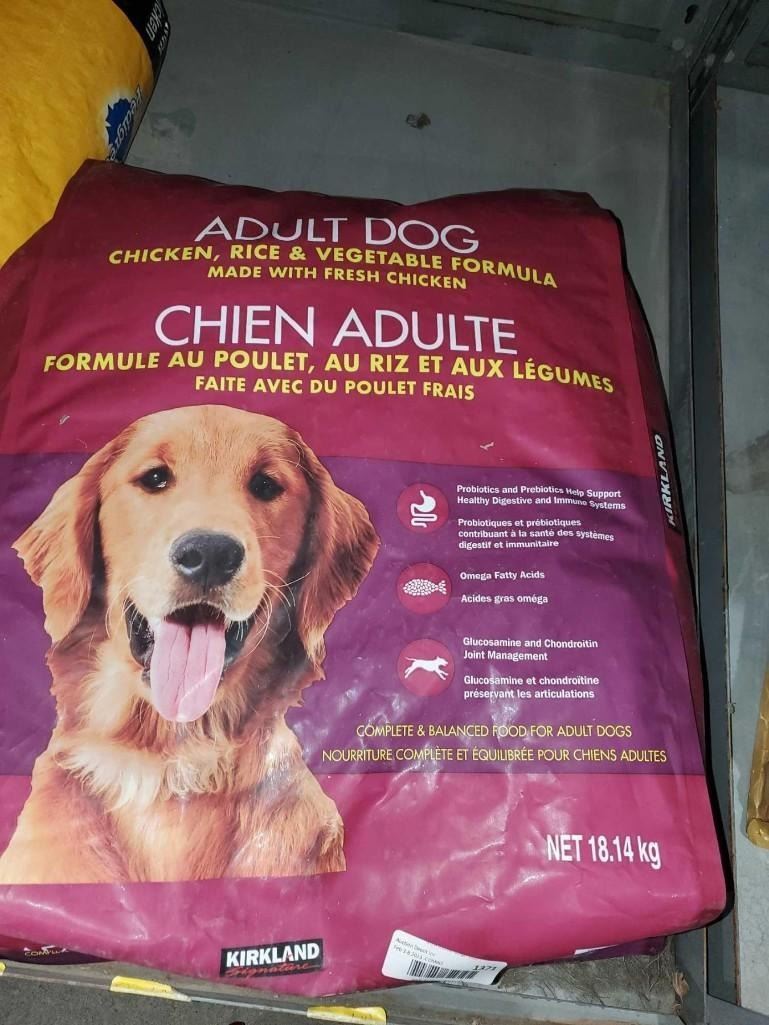 Pedigre
ADULT DOG
CHICKEN, RICE & VEGETABLE FORMULA
MADE WITH FRESH CHICKEN
CHIEN ADULTE
FORMULE AU POULET, AU RIZ ET AUX LÉGUMES
FAITE AVEC DU POULET FRAIS
KIRKLAND
Probiotics and Prebiotics Help Support
Healthy Digestive and Immune Systems
Probiotiques et prébiotiques
contribuant à la santé des systèmes
digestif et immunitaire
Omega Fatty Acids
Acides gras oméga
Glucosamine and Chondroitin
Joint Management
Glucosamine et chondroïtine
préservant les articulations
COMPLETE & BALANCED FOOD FOR ADULT DOGS
NOURRITURE COMPLÈTE ET ÉQUILIBRÉE POUR CHIENS ADULTES
NET 18.14 kg
KIRKLAND
Signature
Auction Depot
1371